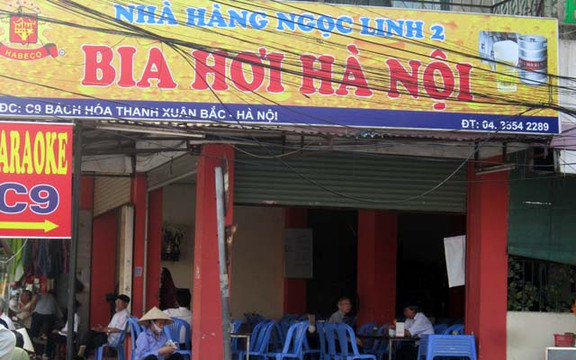 HABECO
NHÀ HÀNG NGỌC LINH 2
BIA HƠI HÀ NỘI
ĐC: C9 BÁCH HÓA THANH XUÂN BẮC - HÀ NỘI
ĐT: 04. 3554 2289
ARAOKE
C9